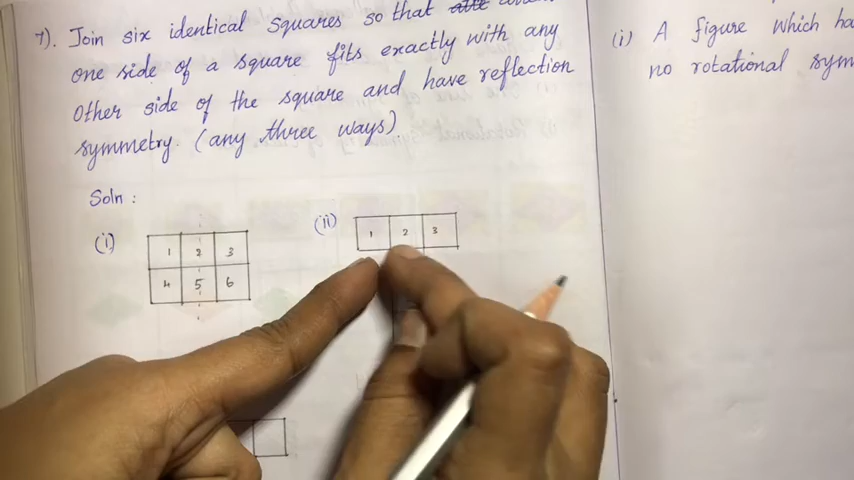 7). Join six identical squares so that
one side of a square fits exactly with any
Other side of the square and have reflection
symmetry. (any three ways)
Soln :
(i)
1 2 3
4 5 6
(ii)
1 2 3
(i) A figure which ha
no rotational sym